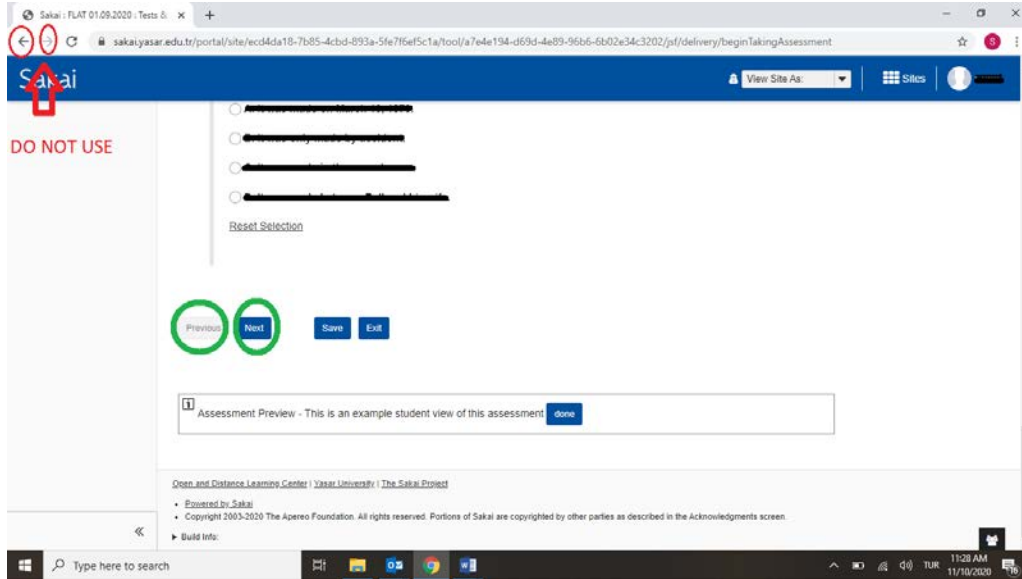 Sakai : FLAT 01.09.2020 : Tests &
sakai.yasar.edu.tr/portal/site/ecd4da18-7b85-4cbd-893a-5fe7f6ef5c1a/tool/a7e4e194-d69d-4e89-96b6-6b02e34c3202/jsf/delivery/beginTakingAssessment
S
Sakai
View Site As:
Sites
DO NOT USE
Reset Selection
Previous
Next
Save
Exit
Assessment Preview - This is an example student view of this assessment
done
Open and Distance Learning Center | Yasar University | The Sakai Project
• Powered by Sakai
• Copyright 2003-2020 The Apereo Foundation. All rights reserved. Portions of Sakai are copyrighted by other parties as described in the Acknowledgments screen.
Build Info:
Type here to search
TUR
11:28 AM
11/10/2020